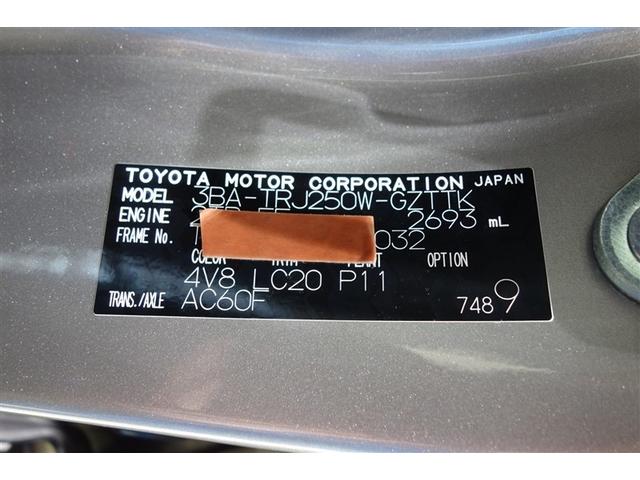 TOYOTA MOTOR CORPORATION JAPAN
MODEL 3BA-TRJ250W-GZTTK
ENGINE 2693 mL
FRAME No. T 032
COLOR TRIM PLANT OPTION
4V8 LC20 P11
TRANS./AXLE AC60F 7489